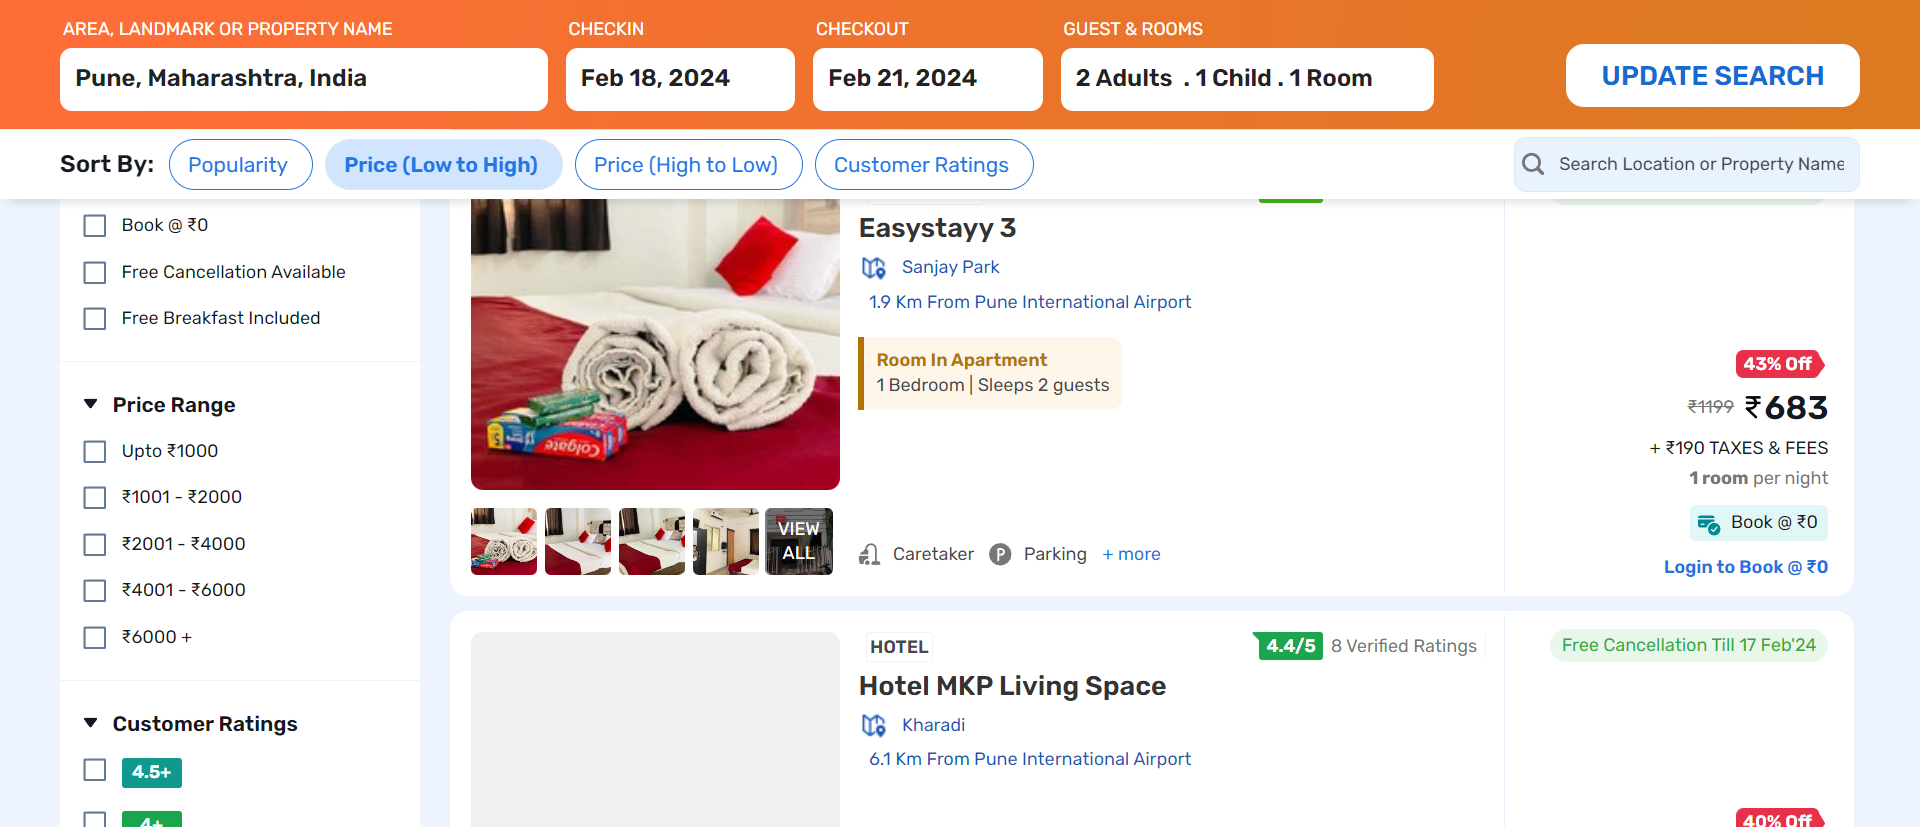 AREA, LANDMARK OR PROPERTY NAME
CHECKIN
CHECKOUT
GUEST & ROOMS
Pune, Maharashtra, India
Feb 18, 2024
Feb 21, 2024
2 Adults . 1 Child . 1 Room
UPDATE SEARCH
Sort By:
Popularity
Price (Low to High)
Price (High to Low)
Customer Ratings
Search Location or Property Name
Book @ ₹0
Free Cancellation Available
Free Breakfast Included
Price Range
Upto ₹1000
₹1001 - ₹2000
₹2001 - ₹4000
₹4001 - ₹6000
₹6000 +
Customer Ratings
4.5+
4+
Colgate
VIEW
ALL
Easystayy 3
Sanjay Park
1.9 Km From Pune International Airport
Room In Apartment
1 Bedroom | Sleeps 2 guests
Caretaker
P
Parking
+ more
43% Off
₹1199 ₹683
+ ₹190 TAXES & FEES
1 room per night
Book @ ₹0
Login to Book @ ₹0
HOTEL
4.4/5
8 Verified Ratings
Hotel MKP Living Space
Kharadi
6.1 Km From Pune International Airport
Free Cancellation Till 17 Feb'24
40% Off